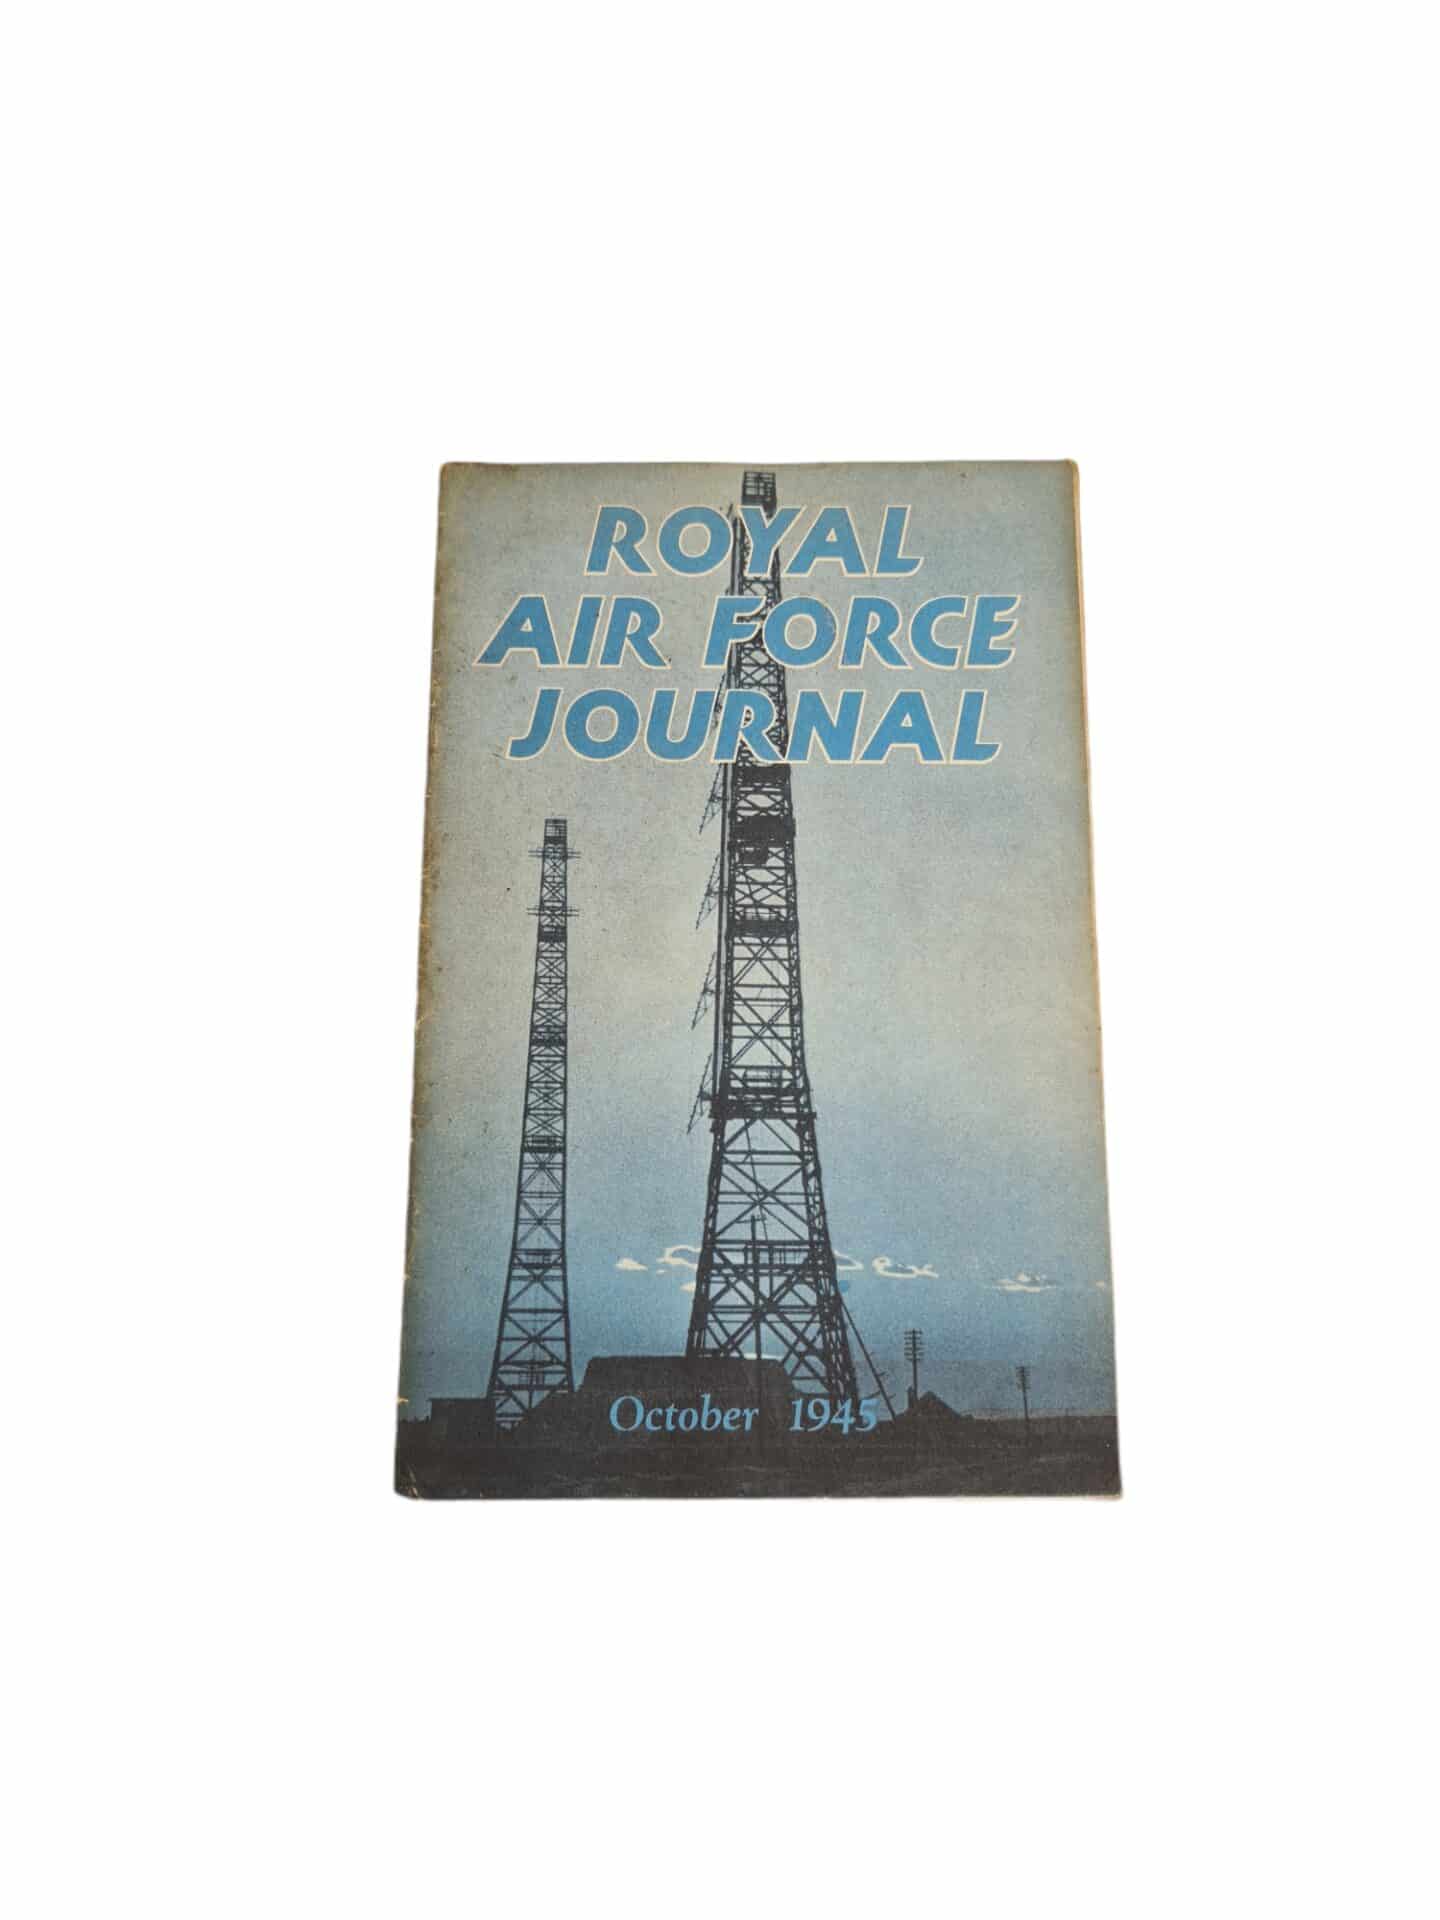 ROYAL
AIR FORCE
JOURNAL
October 1945